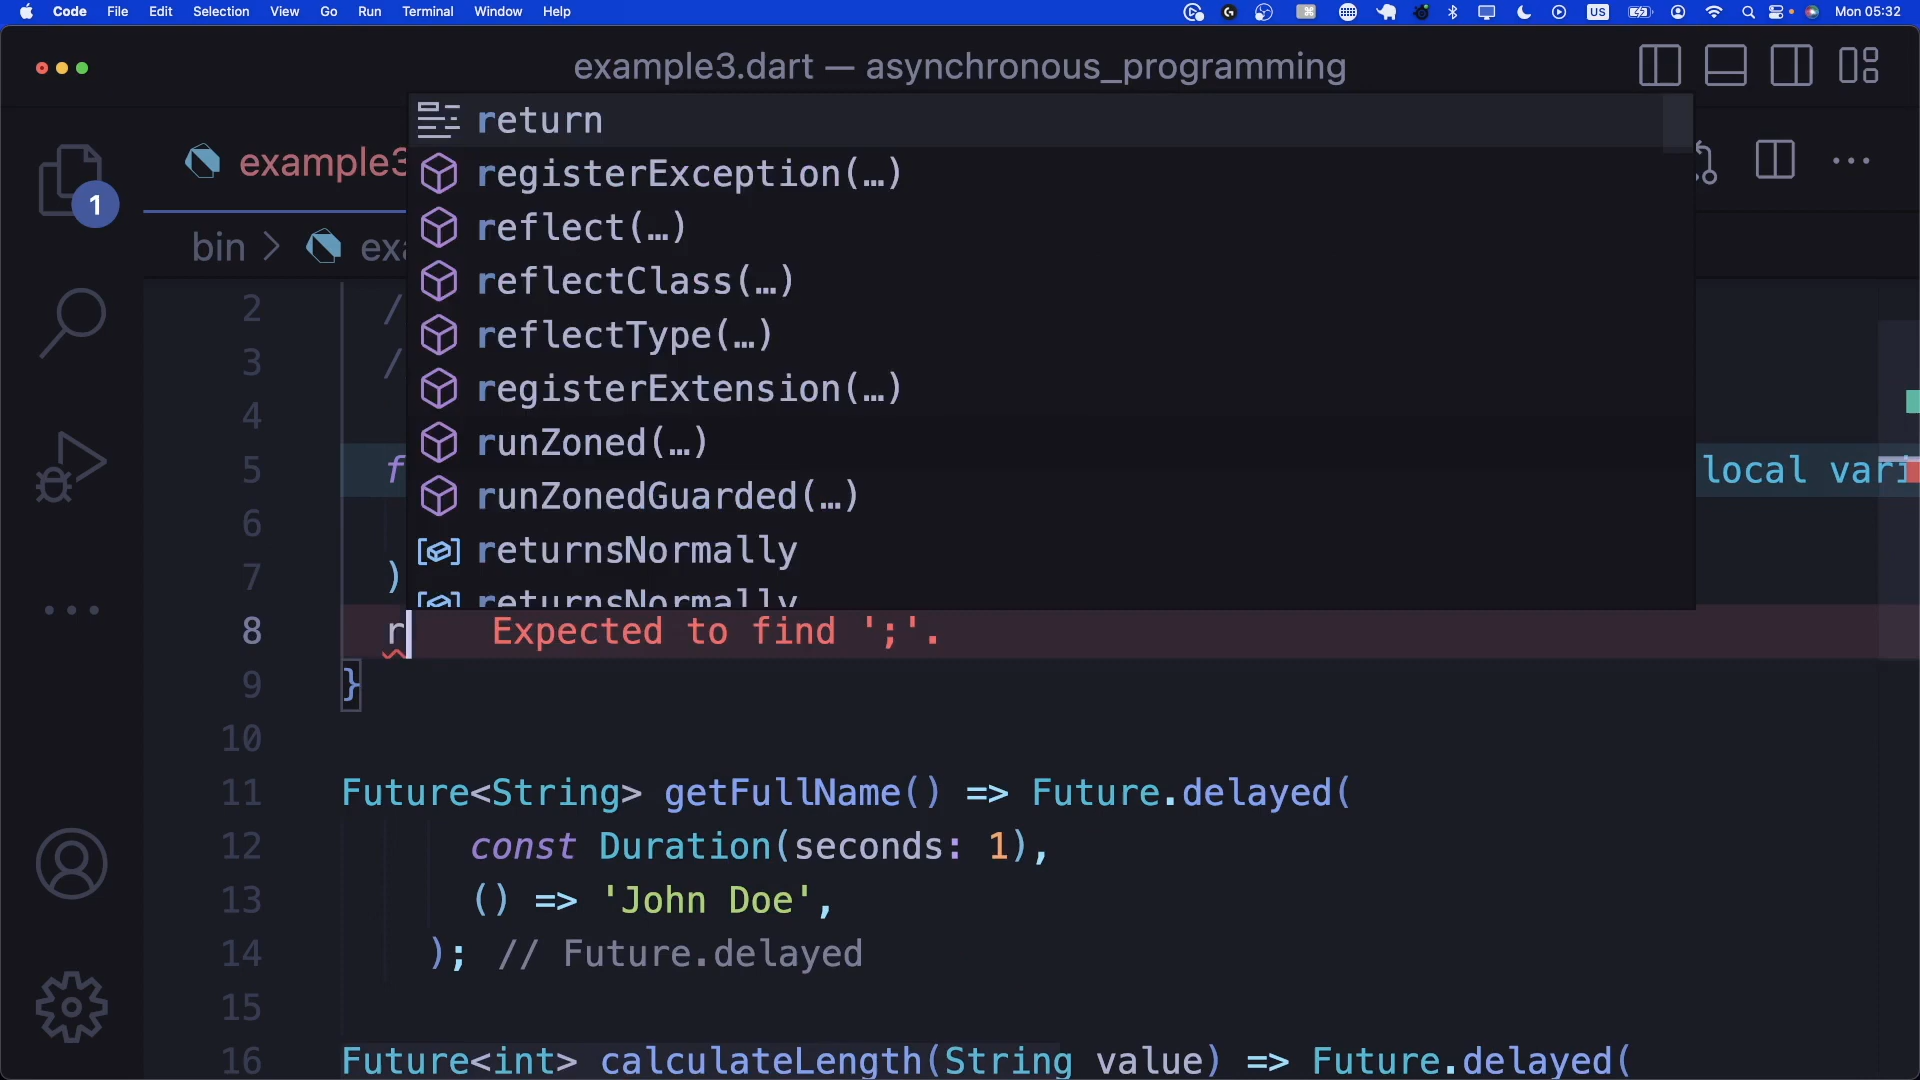 Code File Edit Selection View Go Run Terminal Window Help US Mon 05:32
example3.dart — asynchronous_programming
example3
bin > exa
1
return
registerException(…)
reflect(…)
reflectClass(…)
reflectType(…)
registerExtension(…)
runZoned(…)
runZonedGuarded(…)
returnsNormally
returnsNormally
2 /
3 /
4
5 f local vari
6
7 )
8 r Expected to find ';'.
9 }
10
11 Future<String> getFullName() => Future.delayed(
12 const Duration(seconds: 1),
13 () => 'John Doe',
14 ); // Future.delayed
15
16 Future<int> calculateLength(String value) => Future.delayed(